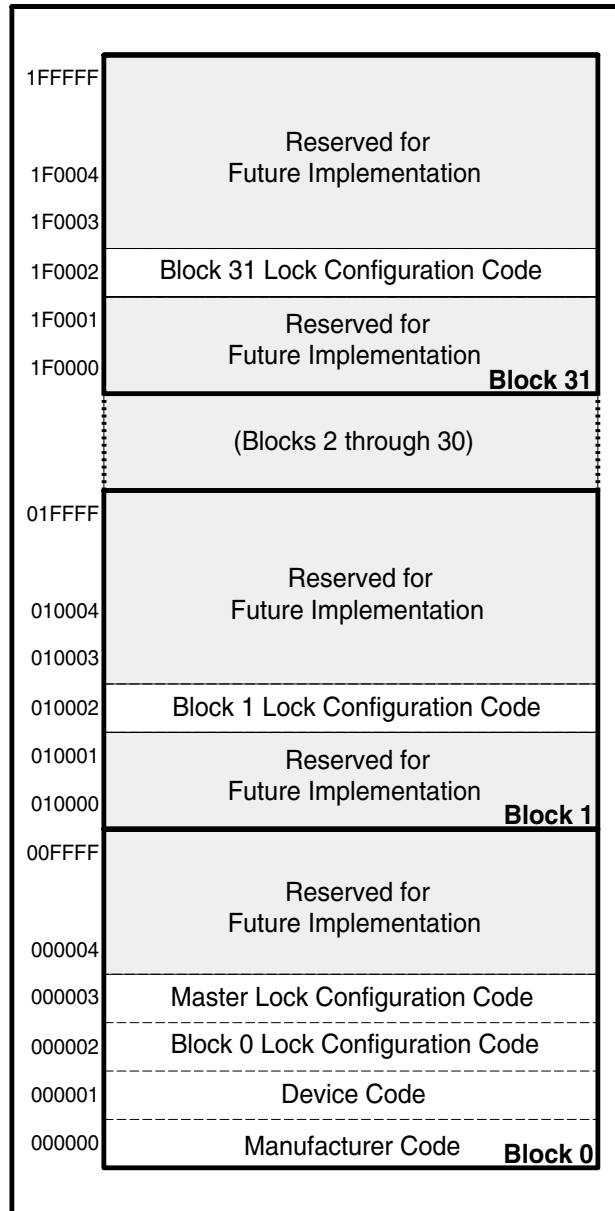 1FFFFF
Reserved for
Future Implementation
1F0004
1F0003
1F0002 Block 31 Lock Configuration Code
1F0001
Reserved for
Future Implementation
1F0000
Block 31
(Blocks 2 through 30)
01FFFF
Reserved for
Future Implementation
010004
010003
010002 Block 1 Lock Configuration Code
010001
Reserved for
Future Implementation
010000
Block 1
00FFFF
Reserved for
Future Implementation
000004
000003 Master Lock Configuration Code
000002 Block 0 Lock Configuration Code
000001 Device Code
000000 Manufacturer Code
Block 0